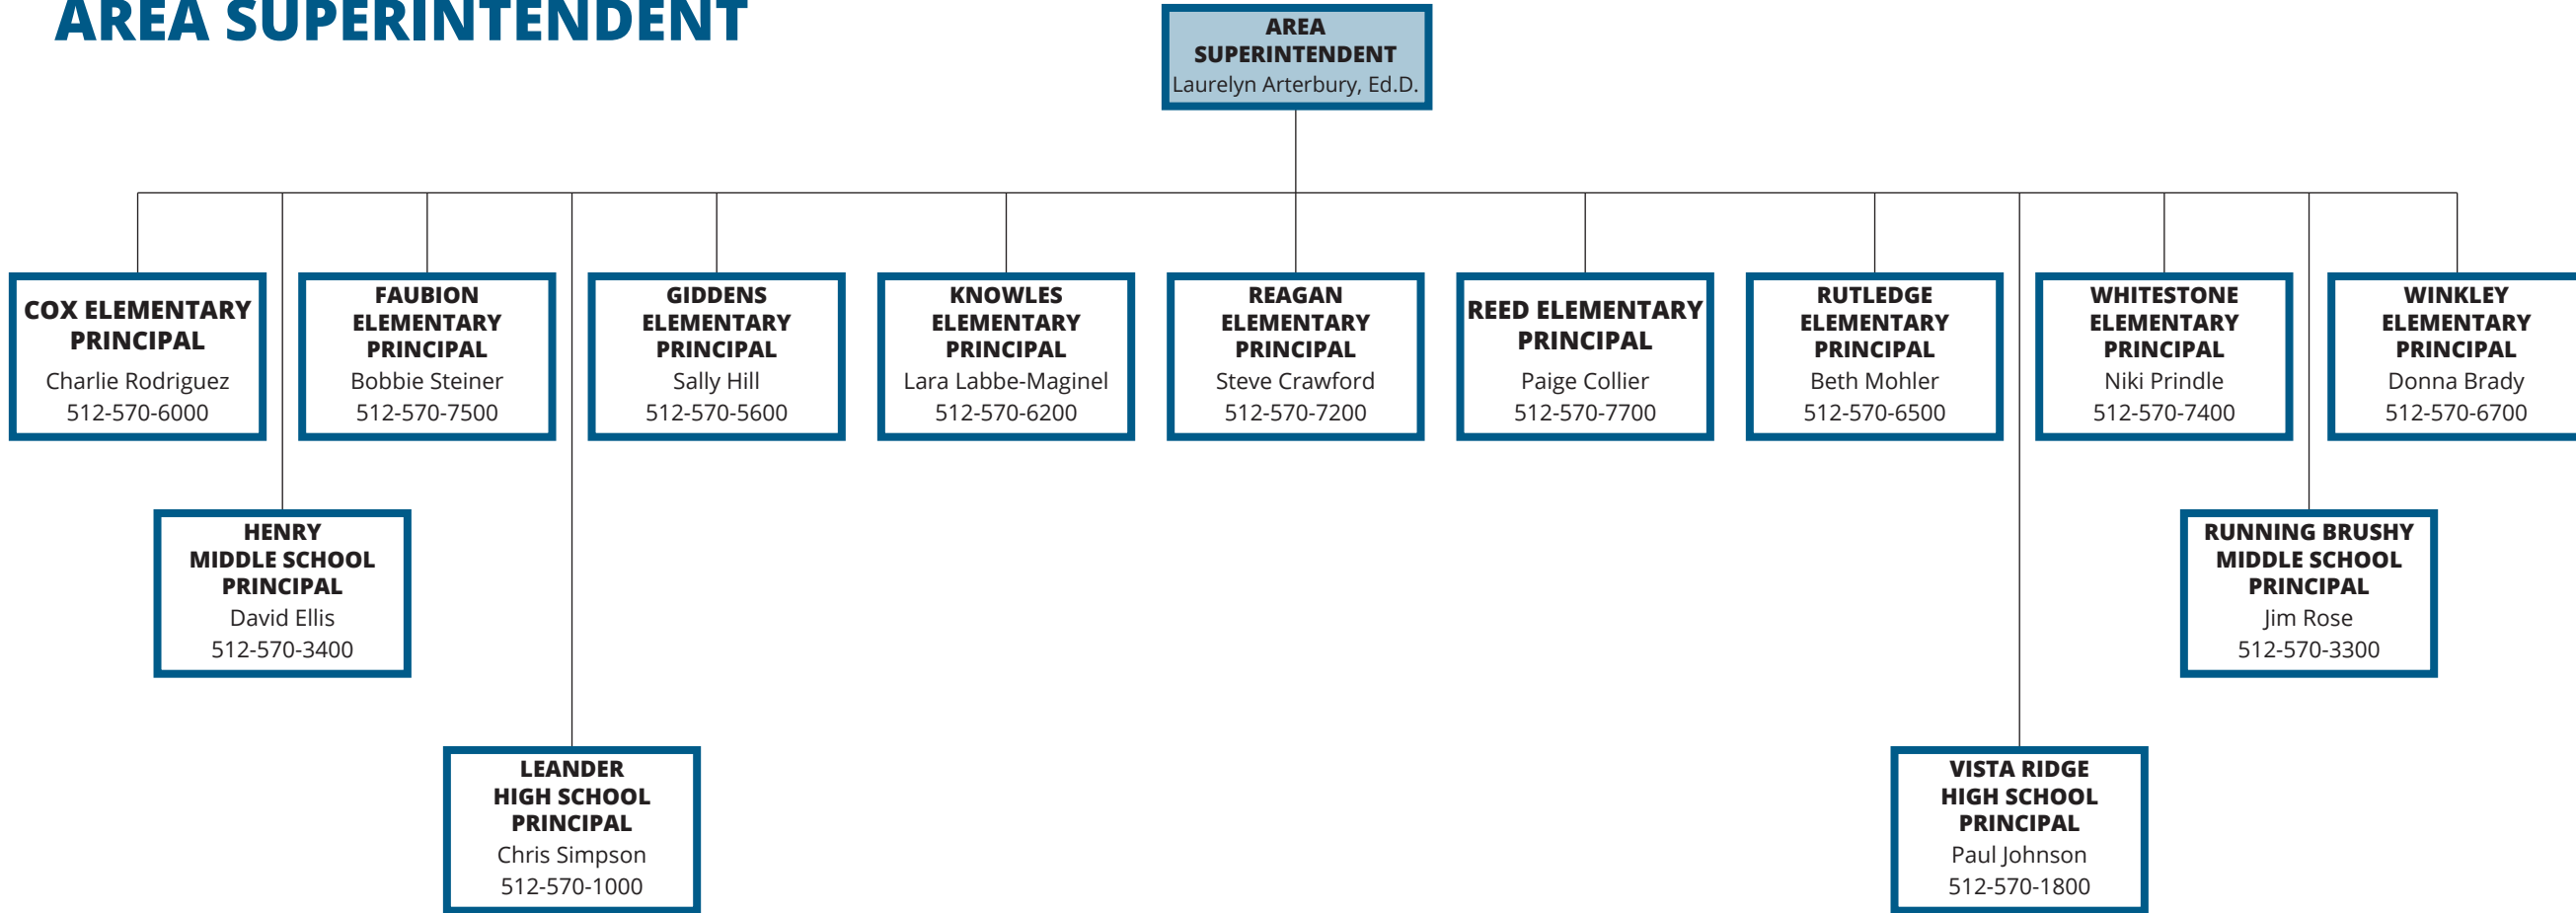 AREA SUPERINTENDENT
AREA
SUPERINTENDENT
Laurelyn Arterbury, Ed.D.
COX ELEMENTARY
PRINCIPAL
Charlie Rodriguez
512-570-6000
FAUBION
ELEMENTARY
PRINCIPAL
Bobbie Steiner
512-570-7500
GIDDENS
ELEMENTARY
PRINCIPAL
Sally Hill
512-570-5600
KNOWLES
ELEMENTARY
PRINCIPAL
Lara Labbe-Maginel
512-570-6200
REAGAN
ELEMENTARY
PRINCIPAL
Steve Crawford
512-570-7200
REED ELEMENTARY
PRINCIPAL
Paige Collier
512-570-7700
RUTLEDGE
ELEMENTARY
PRINCIPAL
Beth Mohler
512-570-6500
WHITESTONE
ELEMENTARY
PRINCIPAL
Niki Prindle
512-570-7400
WINKLEY
ELEMENTARY
PRINCIPAL
Donna Brady
512-570-6700
HENRY
MIDDLE SCHOOL
PRINCIPAL
David Ellis
512-570-3400
RUNNING BRUSHY
MIDDLE SCHOOL
PRINCIPAL
Jim Rose
512-570-3300
LEANDER
HIGH SCHOOL
PRINCIPAL
Chris Simpson
512-570-1000
VISTA RIDGE
HIGH SCHOOL
PRINCIPAL
Paul Johnson
512-570-1800